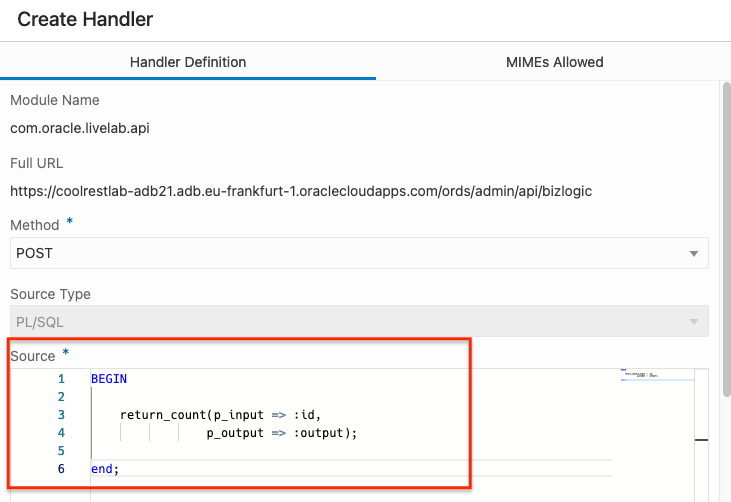 Create Handler
Handler Definition MIMEs Allowed
Module Name
com.oracle.livelab.api
Full URL
https://coolrestlab-adb21.adb.eu-frankfurt-1.oraclecloudapps.com/ords/admin/api/bizlogic
Method *
POST
Source Type
PL/SQL
Source *
1 BEGIN
2
3 return_count(p_input => :id,
4 p_output => :output);
5
6 end;